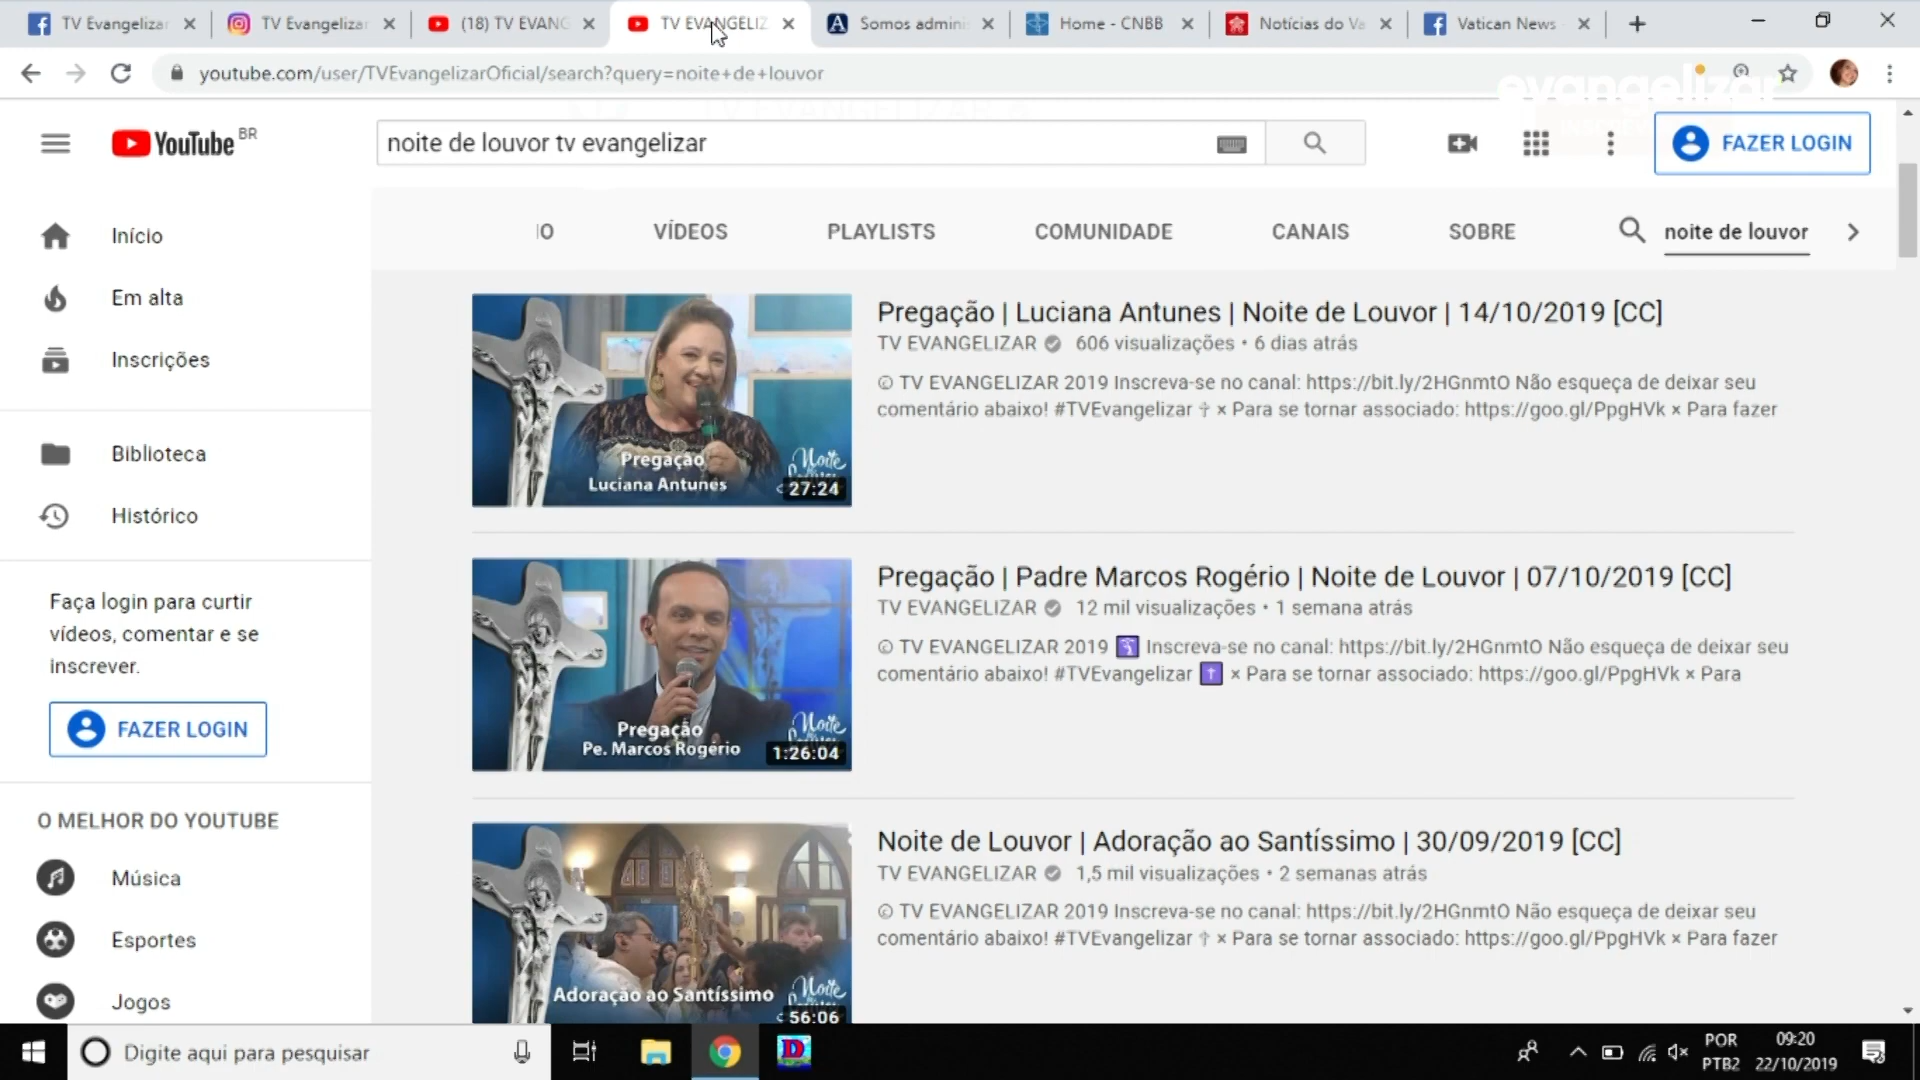 TV Evangelizar
TV Evangelizar
(18) TV EVANG
TV EVANGELIZ
Somos admini
Home - CNBB
Notícias do Va
Vatican News
youtube.com/user/TVEvangelizarOficial/search?query=noite+de+louvor
evangelizar
YouTube BR
noite de louvor tv evangelizar
FAZER LOGIN
IO
VÍDEOS
PLAYLISTS
COMUNIDADE
CANAIS
SOBRE
noite de louvor
Início
Em alta
Inscrições
Biblioteca
Histórico
Faça login para curtir
vídeos, comentar e se
inscrever.
FAZER LOGIN
O MELHOR DO YOUTUBE
Música
Esportes
Jogos
Pregação
Luciana Antunes
Noite
27:24
Pregação | Luciana Antunes | Noite de Louvor | 14/10/2019 [CC]
TV EVANGELIZAR 606 visualizações • 6 dias atrás
© TV EVANGELIZAR 2019 Inscreva-se no canal: https://bit.ly/2HGnmtO Não esqueça de deixar seu
comentário abaixo! #TVEvangelizar ✝ × Para se tornar associado: https://goo.gl/PpgHVk × Para fazer
Pregação
Pe. Marcos Rogério
Noite
1:26:04
Pregação | Padre Marcos Rogério | Noite de Louvor | 07/10/2019 [CC]
TV EVANGELIZAR 12 mil visualizações • 1 semana atrás
© TV EVANGELIZAR 2019 🛐 Inscreva-se no canal: https://bit.ly/2HGnmtO Não esqueça de deixar seu
comentário abaixo! #TVEvangelizar ✝ × Para se tornar associado: https://goo.gl/PpgHVk × Para
Adoração ao Santíssimo
Noite
56:06
Noite de Louvor | Adoração ao Santíssimo | 30/09/2019 [CC]
TV EVANGELIZAR 1,5 mil visualizações • 2 semanas atrás
© TV EVANGELIZAR 2019 Inscreva-se no canal: https://bit.ly/2HGnmtO Não esqueça de deixar seu
comentário abaixo! #TVEvangelizar ✝ × Para se tornar associado: https://goo.gl/PpgHVk × Para fazer
Digite aqui para pesquisar
D
POR
PTB2
09:20
22/10/2019